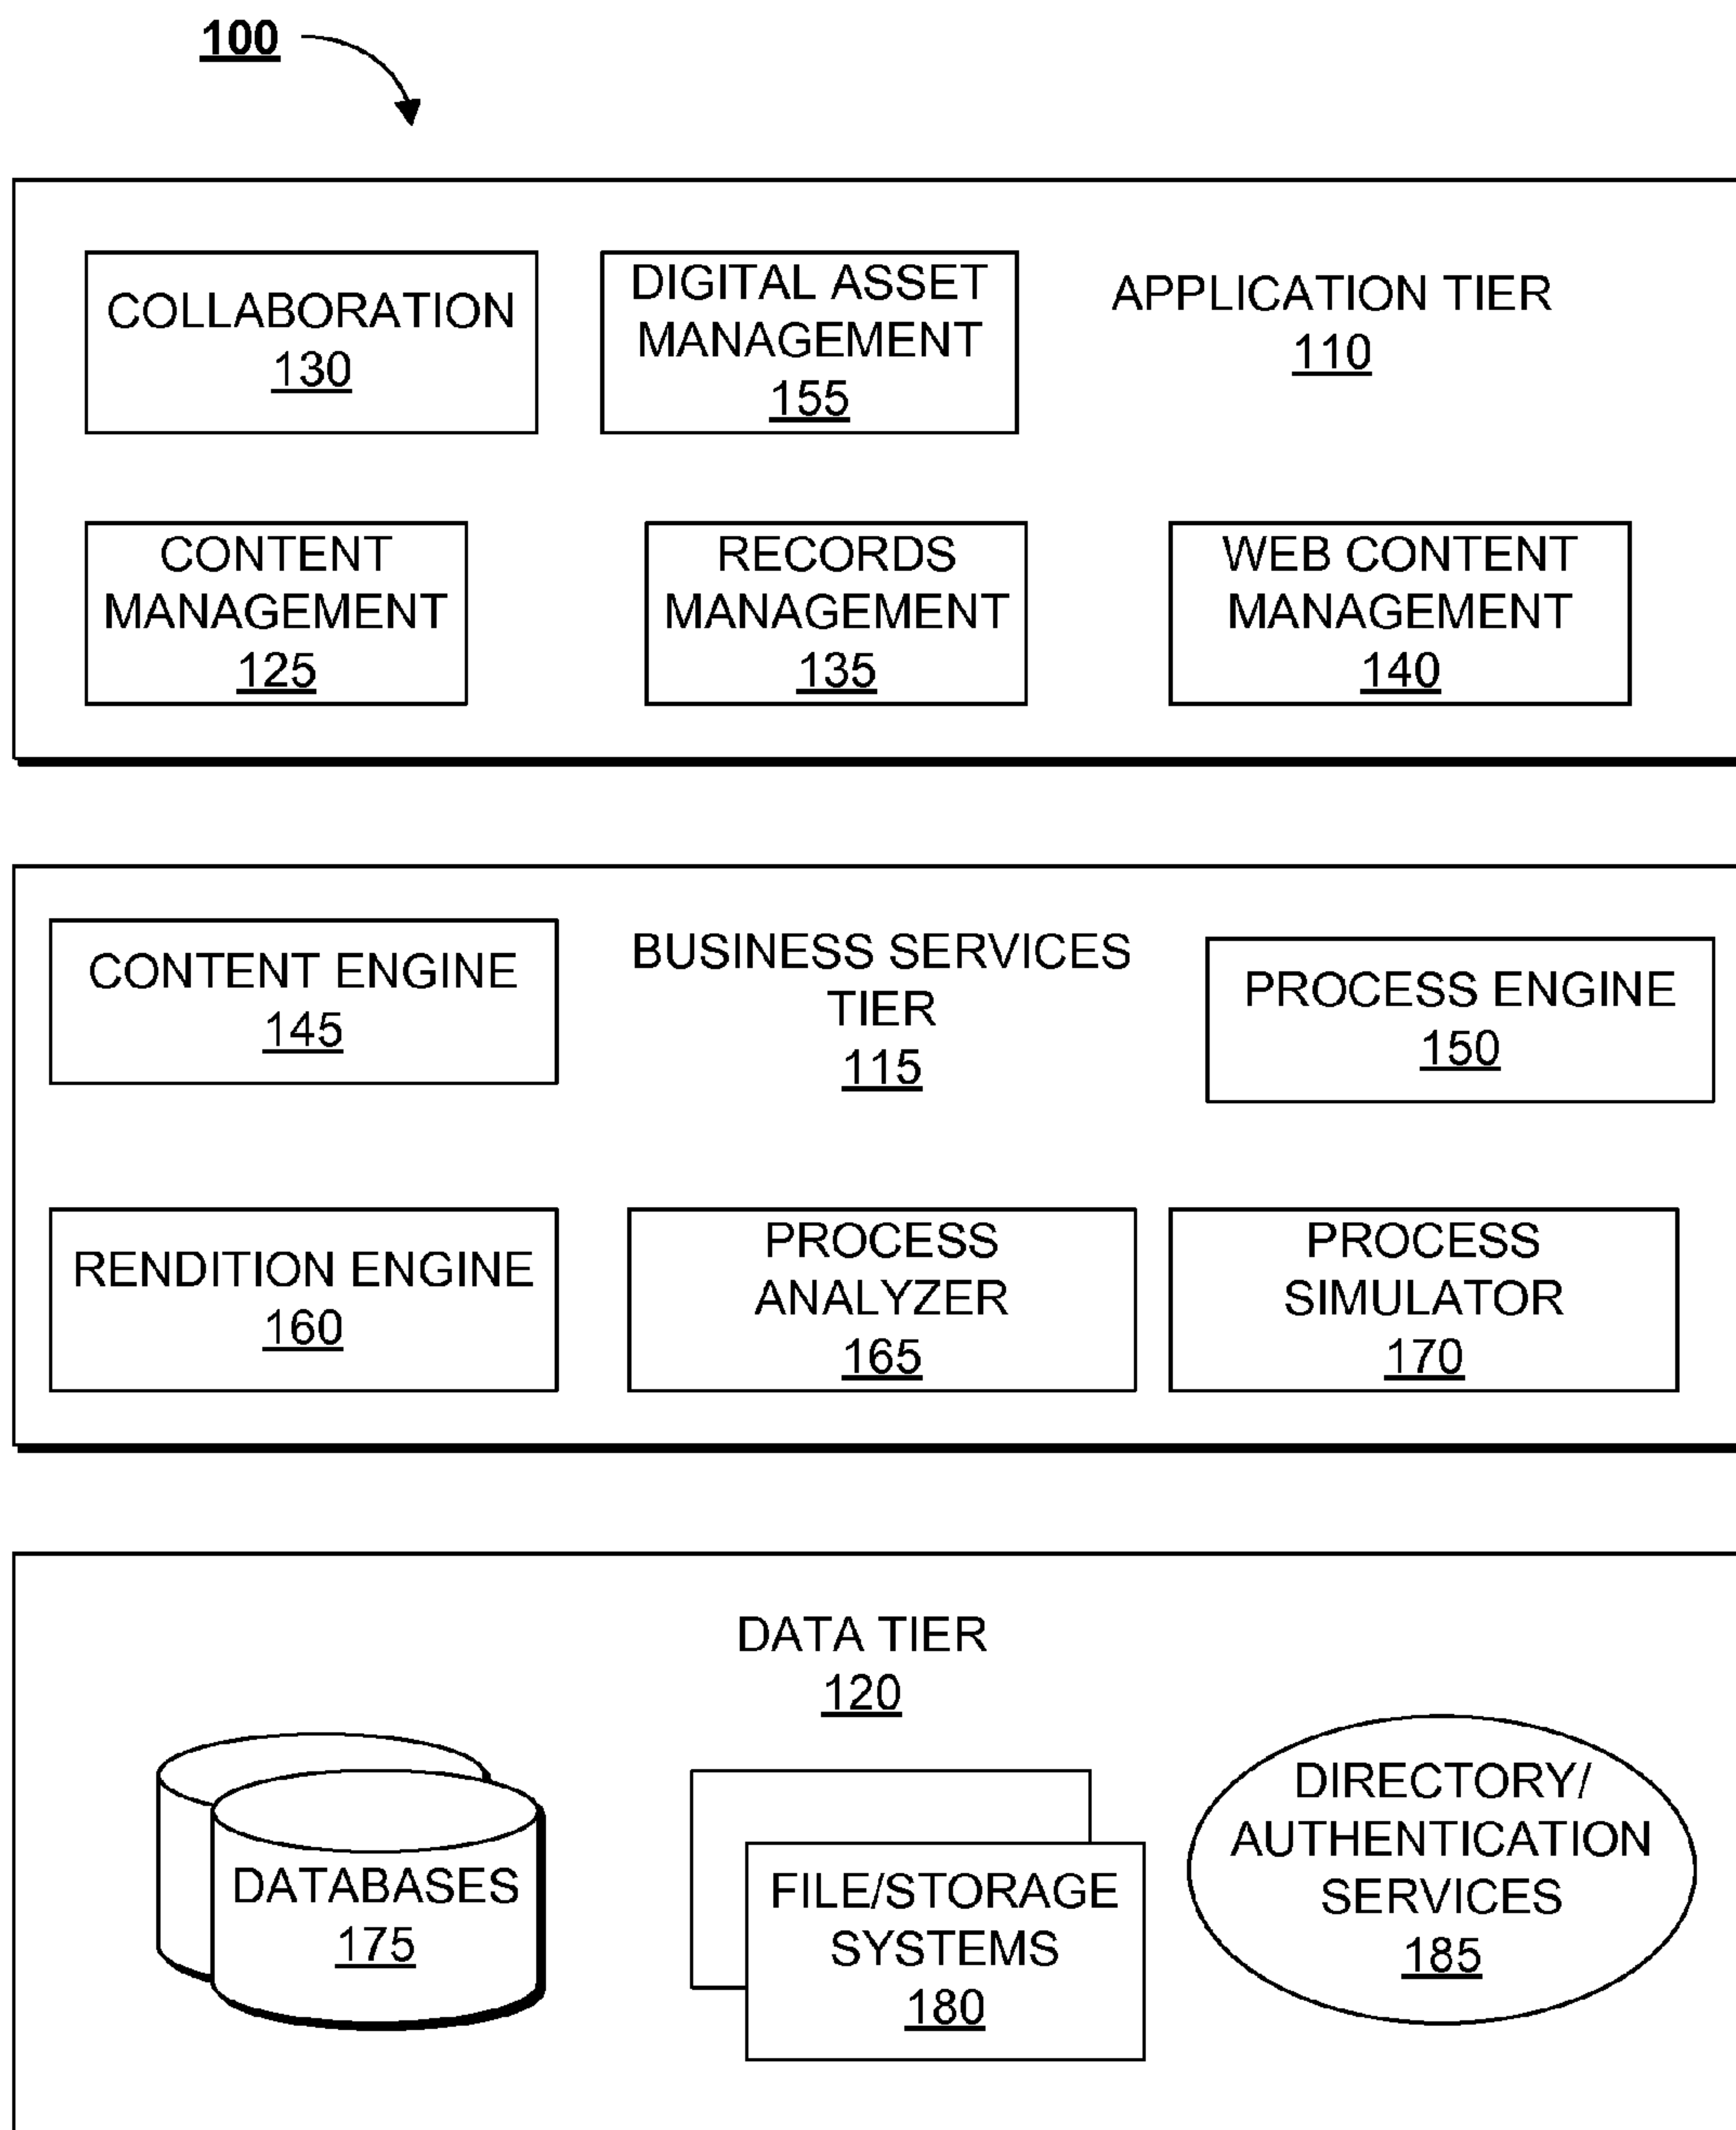 100
COLLABORATION
130
DIGITAL ASSET
MANAGEMENT
155
APPLICATION TIER
110
CONTENT
MANAGEMENT
125
RECORDS
MANAGEMENT
135
WEB CONTENT
MANAGEMENT
140
CONTENT ENGINE
145
BUSINESS SERVICES
TIER
115
PROCESS ENGINE
150
RENDITION ENGINE
160
PROCESS
ANALYZER
165
PROCESS
SIMULATOR
170
DATA TIER
120
DATABASES
175
FILE/STORAGE
SYSTEMS
180
DIRECTORY/
AUTHENTICATION
SERVICES
185